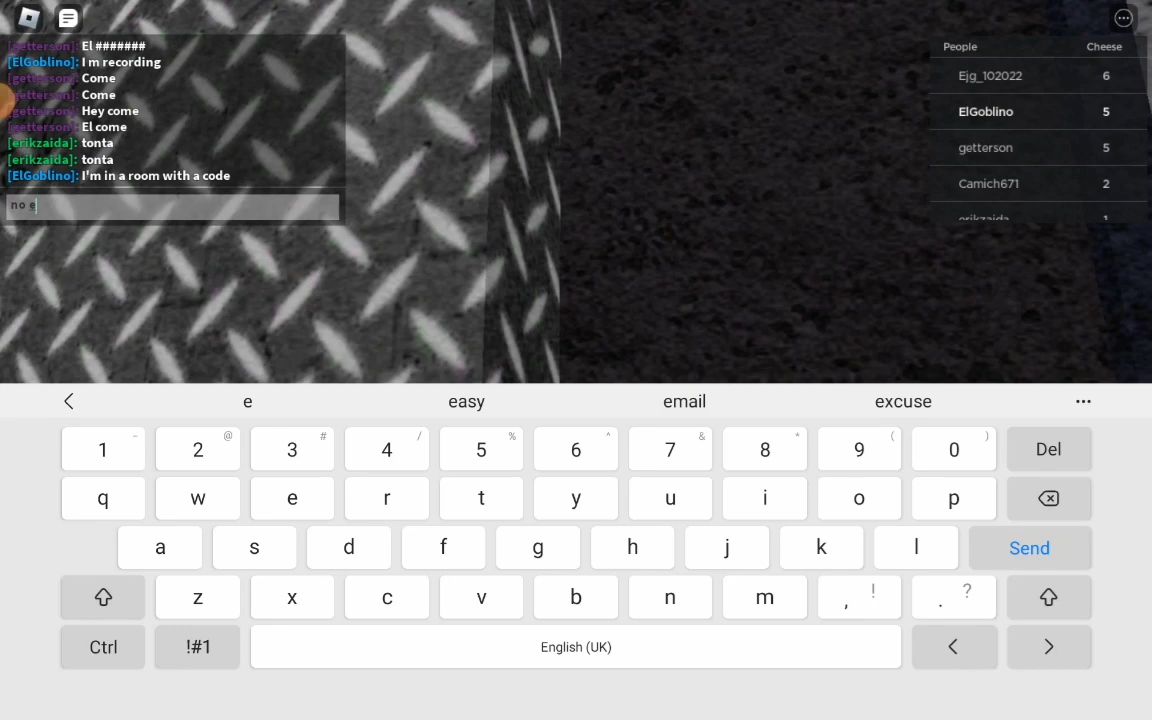 [getterson]: El #######
[ElGoblino]: I m recording
[getterson]: Come
[getterson]: Come
[getterson]: Hey come
[getterson]: El come
[erikzaida]: tonta
[erikzaida]: tonta
[ElGoblino]: I'm in a room with a code
no e
People Cheese
Ejg_102022 6
ElGoblino 5
getterson 5
Camich671 2
erikzaida 1
e easy email excuse
1 - 2 @ 3 # 4 / 5 % 6 ^ 7 & 8 * 9 ( 0 ) Del
q w e r t y u i o p
a s d f g h j k l Send
z x c v b n m , ! . ?
Ctrl !#1 English (UK) < >